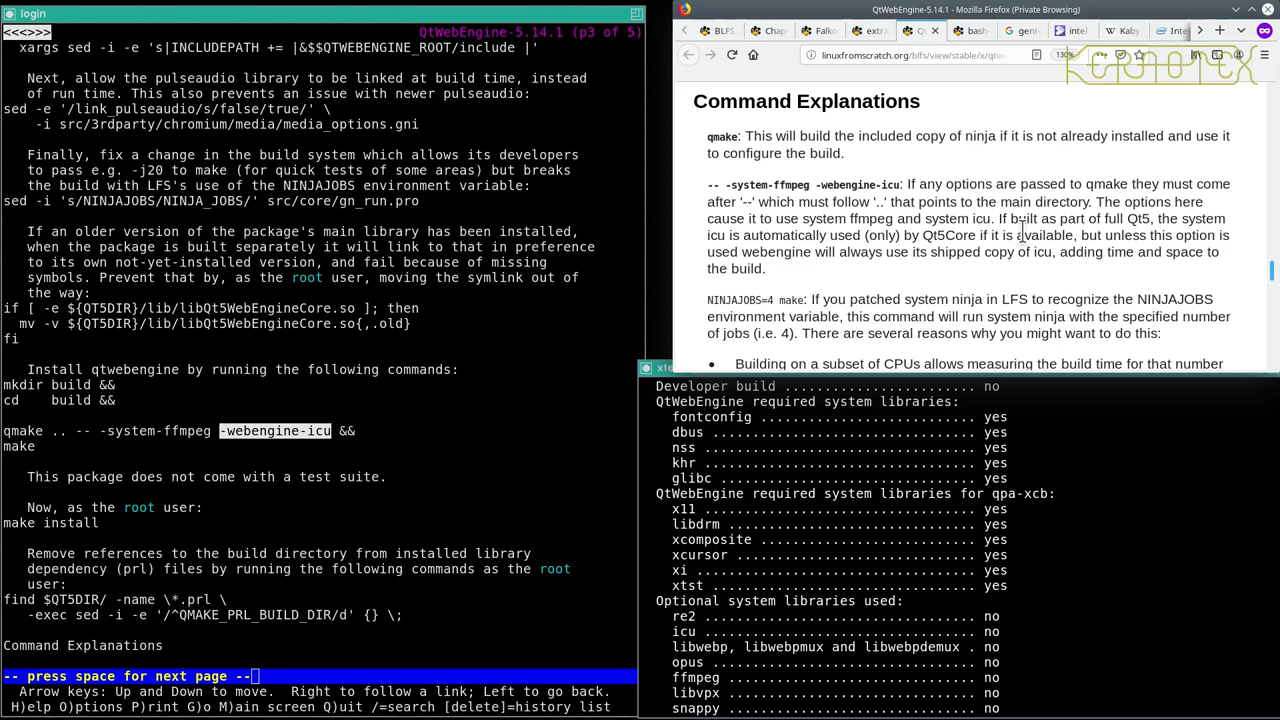 login
<<<>>>
QtWebEngine-5.14.1 (p3 of 5)
xargs sed -i -e 's|INCLUDEPATH += |&$$QTWEBENGINE_ROOT/include |'
Next, allow the pulseaudio library to be linked at build time, instead
of run time. This also prevents an issue with newer pulseaudio:
sed -e '/link_pulseaudio/s/false/true/' \
-i src/3rdparty/chromium/media/media_options.gni
Finally, fix a change in the build system which allows its developers
to pass e.g. -j20 to make (for quick tests of some areas) but breaks
the build with LFS's use of the NINJAJOBS environment variable:
sed -i 's/NINJAJOBS/NINJA_JOBS/' src/core/gn_run.pro
If an older version of the package's main library has been installed,
when the package is built separately it will link to that in preference
to its own not-yet-installed version, and fail because of missing
symbols. Prevent that by, as the root user, moving the symlink out of
the way:
if [ -e ${QT5DIR}/lib/libQt5WebEngineCore.so ]; then
mv -v ${QT5DIR}/lib/libQt5WebEngineCore.so{,.old}
fi
Install qtwebengine by running the following commands:
mkdir build &&
cd    build &&
qmake .. -- -system-ffmpeg -webengine-icu &&
make
This package does not come with a test suite.
Now, as the root user:
make install
Remove references to the build directory from installed library
dependency (prl) files by running the following commands as the root
user:
find $QT5DIR/ -name \*.prl \
-exec sed -i -e '/^QMAKE_PRL_BUILD_DIR/d' {} \;
Command Explanations
-- press space for next page --
Arrow keys: Up and Down to move.  Right to follow a link; Left to go back.
H)elp O)ptions P)rint G)o M)ain screen Q)uit /=search [delete]=history list
QtWebEngine-5.14.1 - Mozilla Firefox (Private Browsing)
BLFS
Chap
Falko
extra
Qt
bash-
gent
intel
Kaby
Inte
linuxfromscratch.org/blfs/view/stable/x/qtwe
130%
KERNOTEX
Command Explanations
qmake: This will build the included copy of ninja if it is not already installed and use it
to configure the build.
-- -system-ffmpeg -webengine-icu: If any options are passed to qmake they must come
after '--' which must follow '..' that points to the main directory. The options here
cause it to use system ffmpeg and system icu. If built as part of full Qt5, the system
icu is automatically used (only) by Qt5Core if it is available, but unless this option is
used webengine will always use its shipped copy of icu, adding time and space to
the build.
NINJAJOBS=4 make: If you patched system ninja in LFS to recognize the NINJAJOBS
environment variable, this command will run system ninja with the specified number
of jobs (i.e. 4). There are several reasons why you might want to do this:
• Building on a subset of CPUs allows measuring the build time for that number
xte
Developer build ........................ no
QtWebEngine required system libraries:
fontconfig ........................... yes
dbus ................................. yes
nss .................................. yes
khr .................................. yes
glibc ................................ yes
QtWebEngine required system libraries for qpa-xcb:
x11 .................................. yes
libdrm ............................... yes
xcomposite ........................... yes
xcursor .............................. yes
xi ................................... yes
xtst ................................. yes
Optional system libraries used:
re2 .................................. no
icu .................................. no
libwebp, libwebpmux and libwebpdemux . no
opus ................................. no
ffmpeg ............................... no
libvpx ............................... no
snappy ............................... no